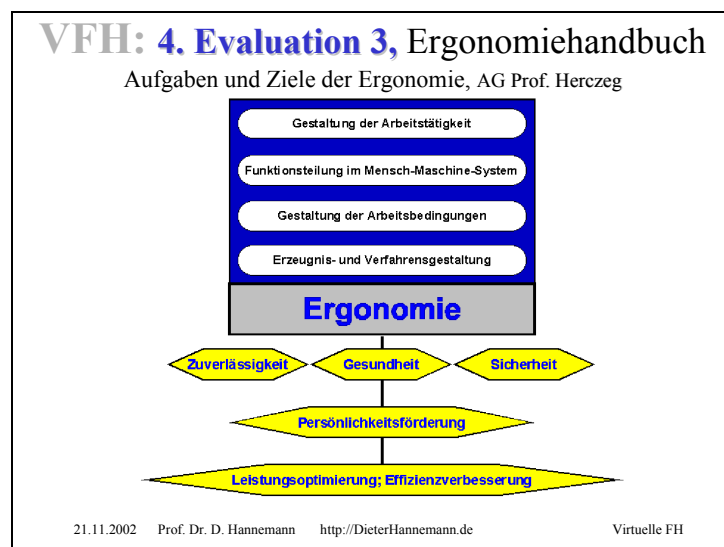 VFH: 4. Evaluation 3, Ergonomiehandbuch
Aufgaben und Ziele der Ergonomie, AG Prof. Herczeg
Gestaltung der Arbeitstätigkeit
Funktionsteilung im Mensch-Maschine-System
Gestaltung der Arbeitsbedingungen
Erzeugnis- und Verfahrensgestaltung
Ergonomie
Zuverlässigkeit Gesundheit Sicherheit
Persönlichkeitsförderung
Leistungsoptimierung; Effizienzverbesserung
21.11.2002 Prof. Dr. D. Hannemann http://DieterHannemann.de Virtuelle FH